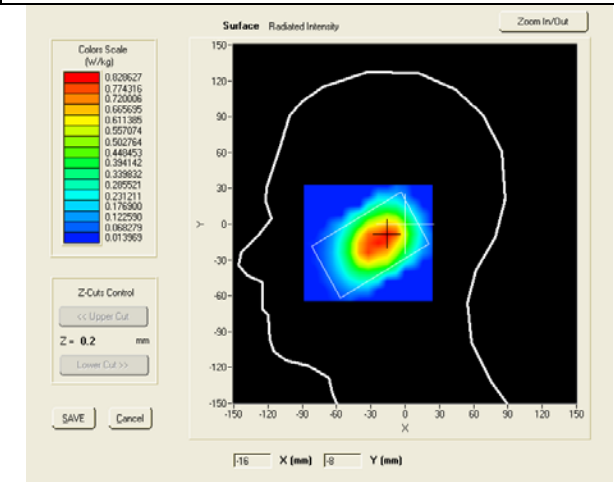 Surface Radiated Intensity
Zoom In/Out
Colors Scale
(W/kg)
0.828627
0.774316
0.720006
0.665695
0.611385
0.557074
0.502764
0.448453
0.394142
0.339832
0.285521
0.231211
0.176900
0.122590
0.068279
0.013969
Z-Cuts Control
<< Upper Cut
Z = 0.2 mm
Lower Cut >>
SAVE Cancel
150
120
90
60
30
0
-30
-60
-90
-120
-150
Y
-150 -120 -90 -60 -30 0 30 60 90 120 150
X
-16 X (mm) -8 Y (mm)